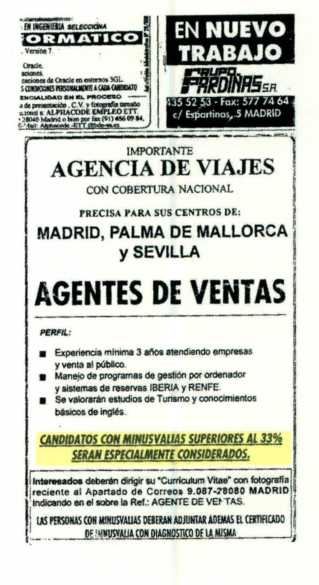 EN INGENIERIA SELECCIONA
ORMATICO
. Versión 7.
Oracle.
aciones.
caciones de Oracle en entornos 3GL.
S CONDICIONES PERSONALMENTE A CADA CANDIDATO
ENCIALIDAD EN EL PROCESO
a de presentación, C.V. y fotografía tamaño
ALPHACODE EMPLEO ETT.
28046 Madrid o bien por fax (91) 456 09 84.
EN NUEVO
TRABAJO
GRUPO
PARDIÑAS S.A.
435 52 53 - Fax: 577 74 64
c/ Espartinas, 5 MADRID
IMPORTANTE
AGENCIA DE VIAJES
CON COBERTURA NACIONAL
PRECISA PARA SUS CENTROS DE:
MADRID, PALMA DE MALLORCA
y SEVILLA
AGENTES DE VENTAS
PERFIL:
■ Experiencia mínima 3 años atendiendo empresas
y venta al público.
■ Manejo de programas de gestión por ordenador
y sistemas de reservas IBERIA y RENFE.
■ Se valorarán estudios de Turismo y conocimientos
básicos de inglés.
CANDIDATOS CON MINUSVALIAS SUPERIORES AL 33%
SERAN ESPECIALMENTE CONSIDERADOS.
Interesados deberán dirigir su "Curriculum Vitae" con fotografía
reciente al Apartado de Correos 9.087-28080 MADRID
indicando en el sobre la Ref.: AGENTE DE VENTAS.
LAS PERSONAS CON MINUSVALIAS DEBERAN ADJUNTAR ADEMAS EL CERTIFICADO
DE MINUSVALIA CON DIAGNOSTICO DE LA MISMA